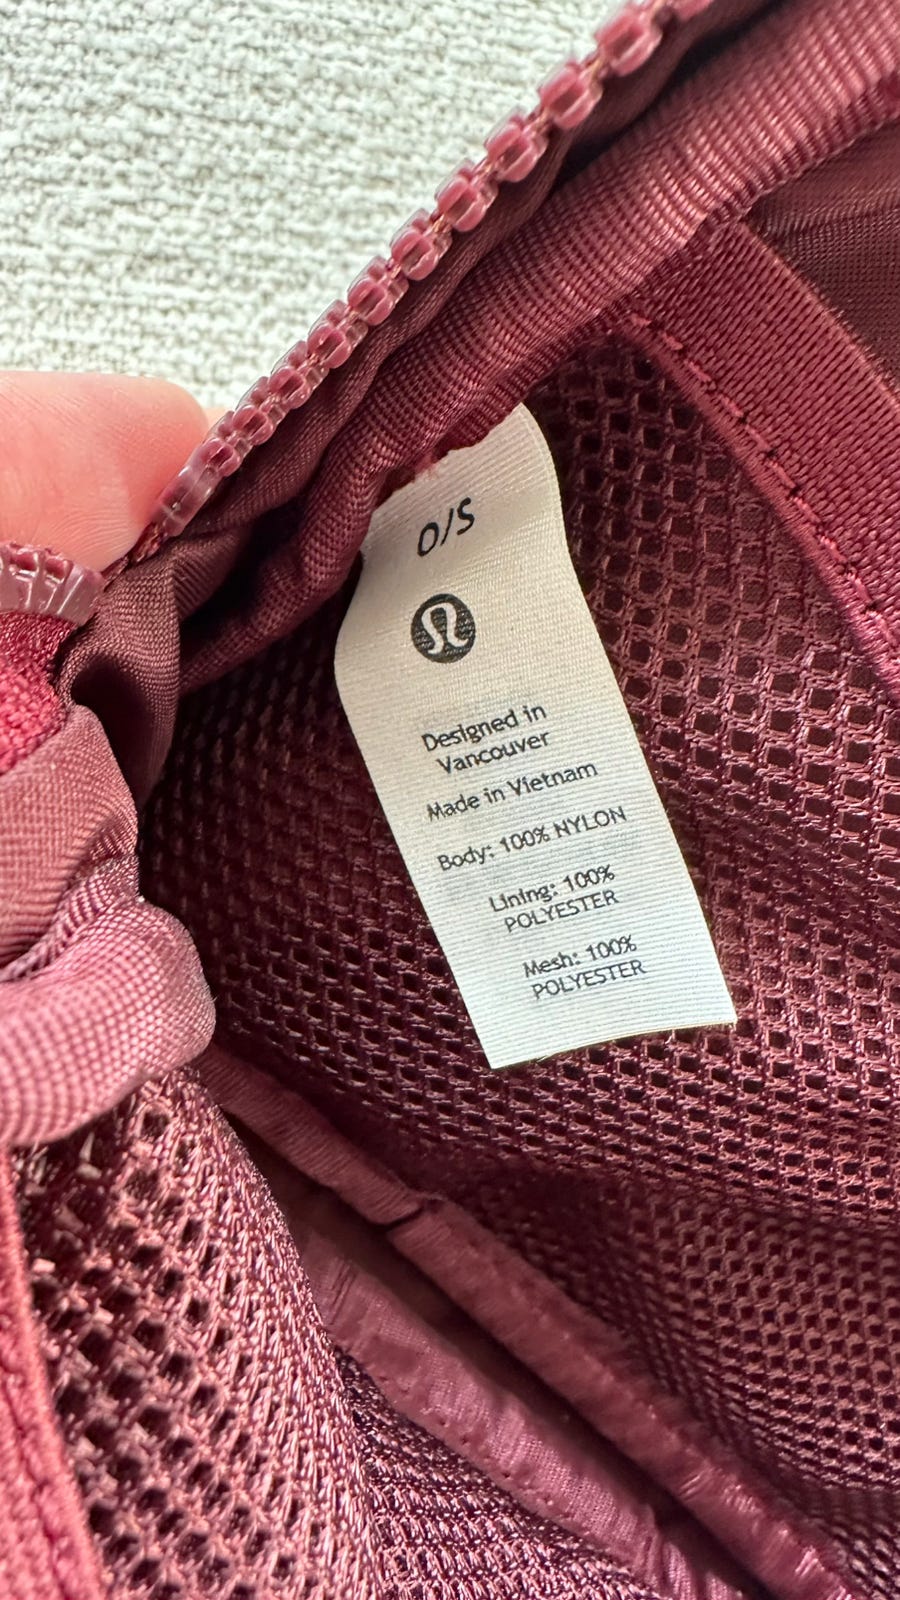 O/S
Designed in
Vancouver
Made in Vietnam
Body: 100% NYLON
Lining: 100%
POLYESTER
Mesh: 100%
POLYESTER